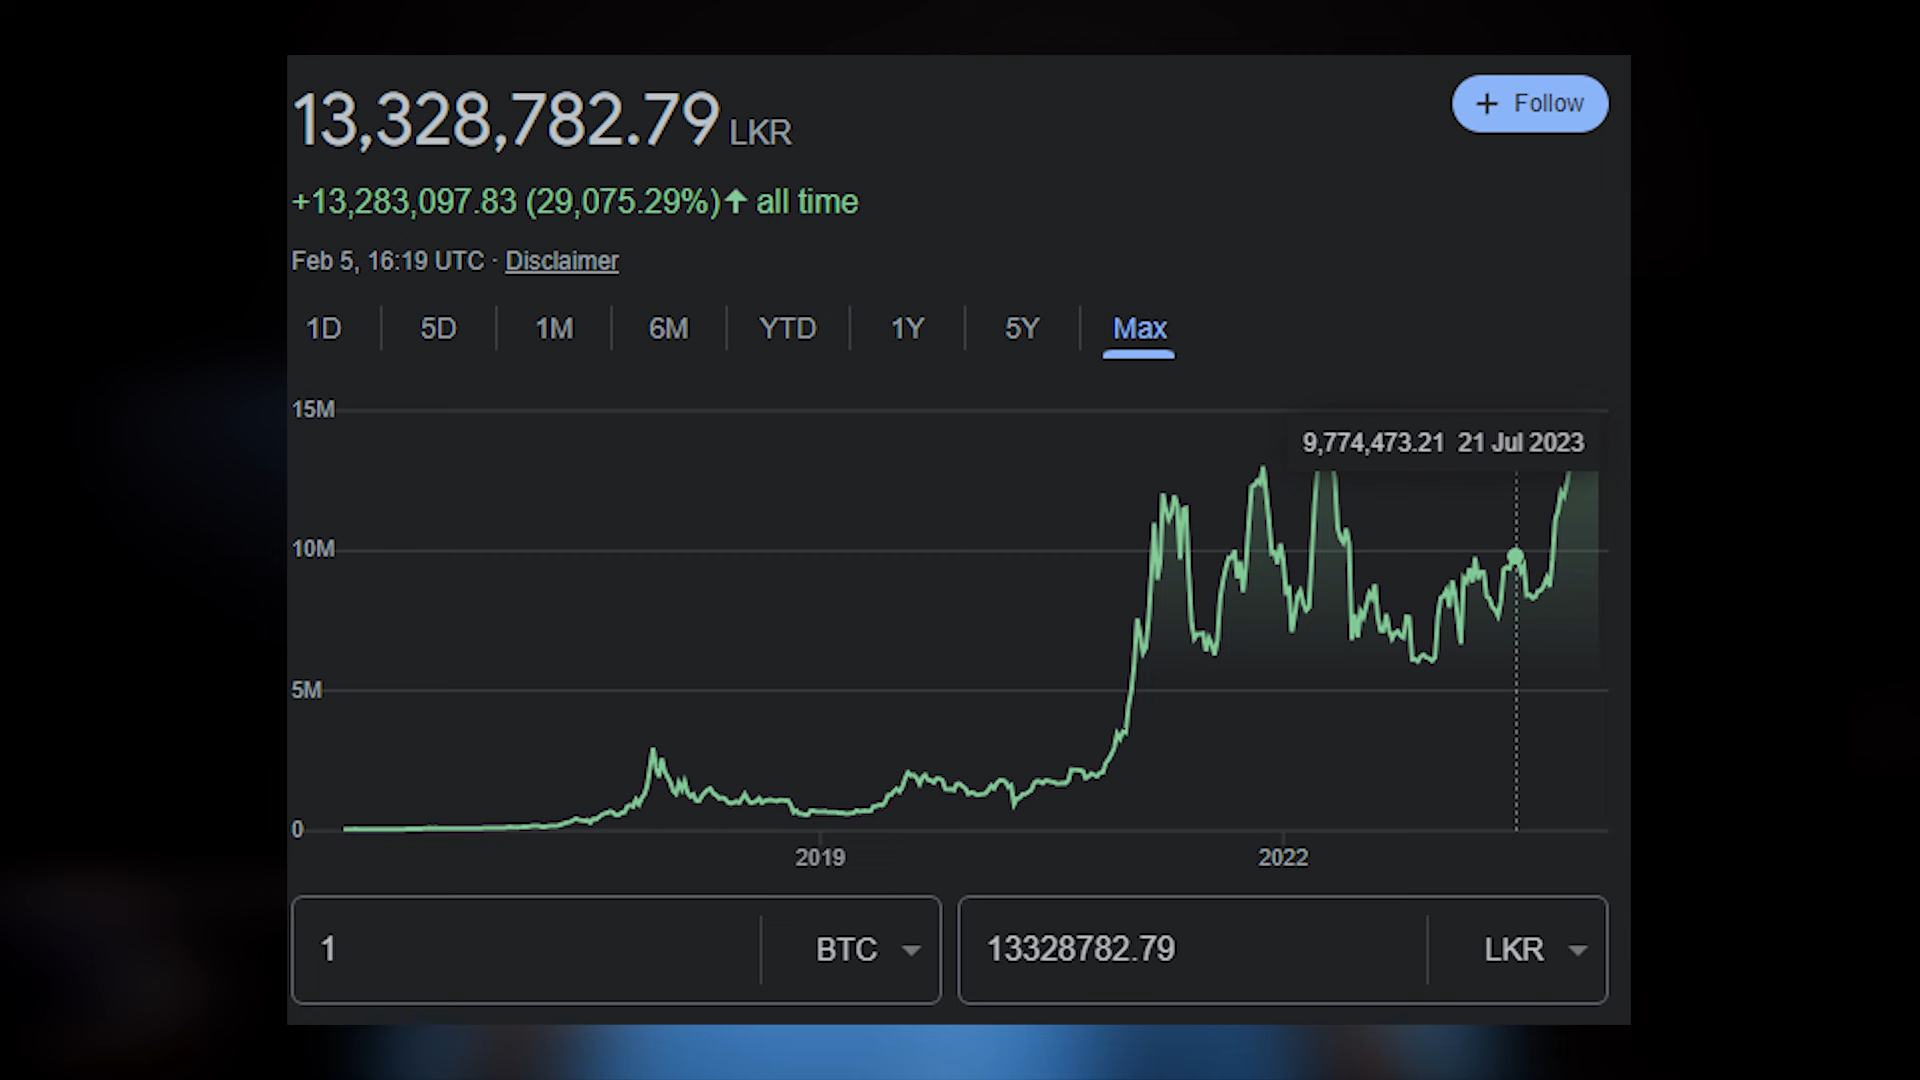 13,328,782.79 LKR
+ Follow
+13,283,097.83 (29,075.29%)↑ all time
Feb 5, 16:19 UTC · Disclaimer
1D 5D 1M 6M YTD 1Y 5Y Max
15M
9,774,473.21 21 Jul 2023
10M
5M
0
2019 2022
1 BTC 13328782.79 LKR